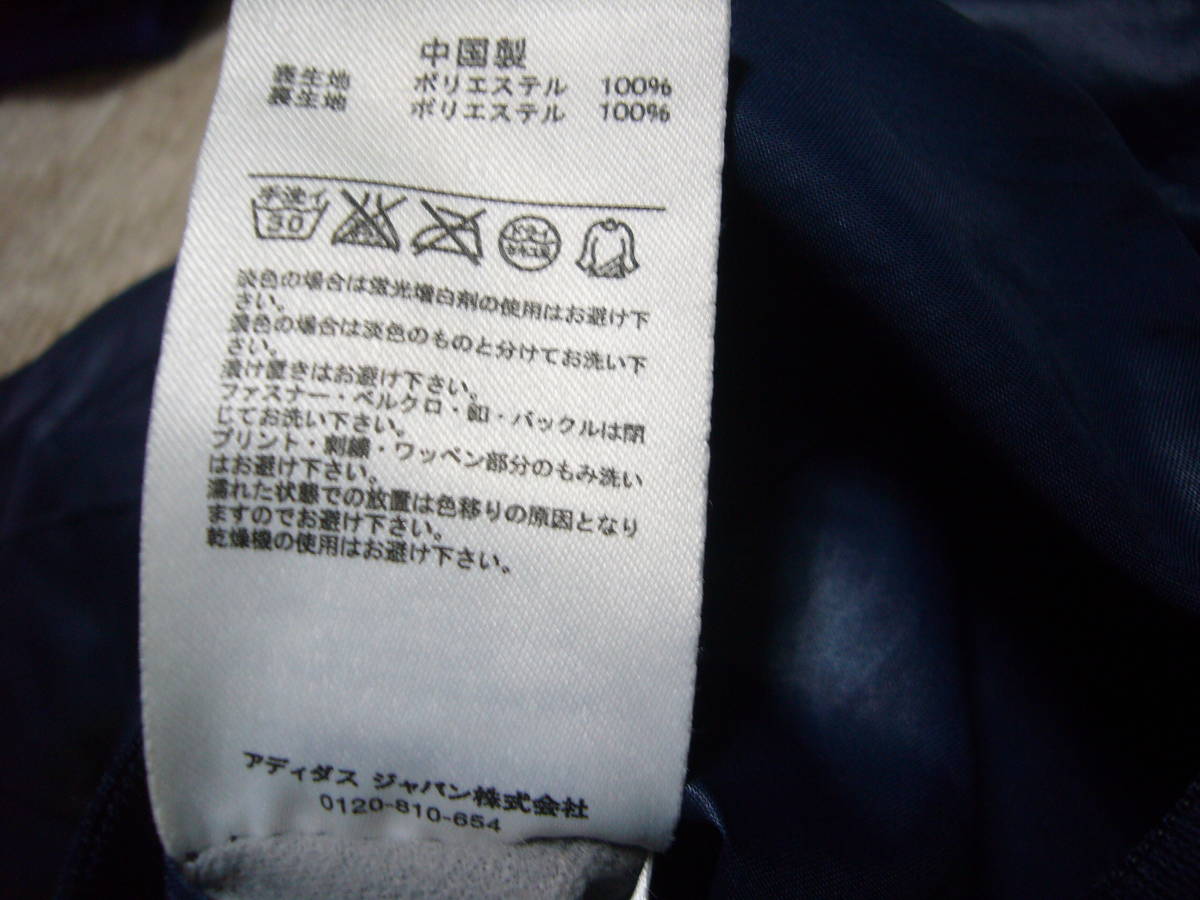 中国製
表生地 ポリエステル 100%
裏生地 ポリエステル 100%
手洗イ
30
ドライ
淡色の場合は蛍光増白剤の使用はお避け下
さい。
濃色の場合は淡色のものと分けてお洗い下
さい。
漬け置きはお避け下さい。
ファスナー・ベルクロ・釦・バックルは閉
じてお洗い下さい。
プリント・刺繍・ワッペン部分のもみ洗い
はお避け下さい。
濡れた状態での放置は色移りの原因となり
ますのでお避け下さい。
乾燥機の使用はお避け下さい。
アディダス ジャパン株式会社
0120-810-654